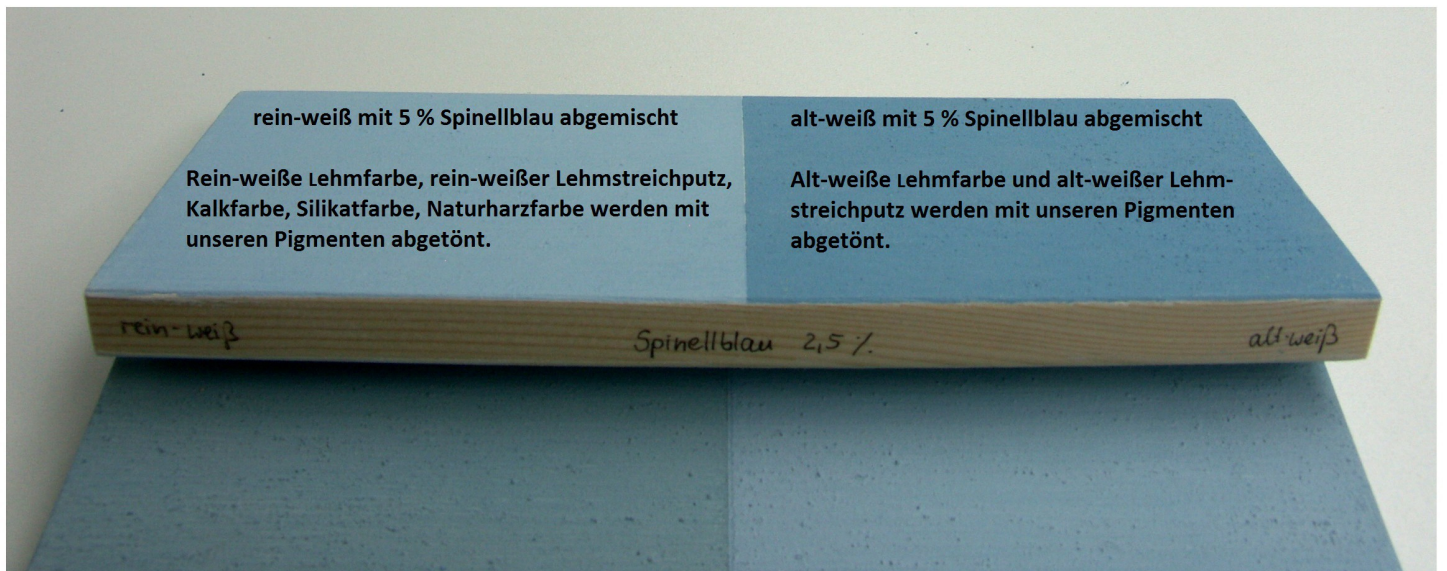 rein-weiß mit 5 % Spinellblau abgemischt
Rein-weiße Lehmfarbe, rein-weißer Lehmstreichputz,
Kalkfarbe, Silikatfarbe, Naturharzfarbe werden mit
unseren Pigmenten abgetönt.
alt-weiß mit 5 % Spinellblau abgemischt
Alt-weiße Lehmfarbe und alt-weißer Lehm-
streichputz werden mit unseren Pigmenten
abgetönt.
rein-weiß
Spinellblau 2,5 %
alt-weiß